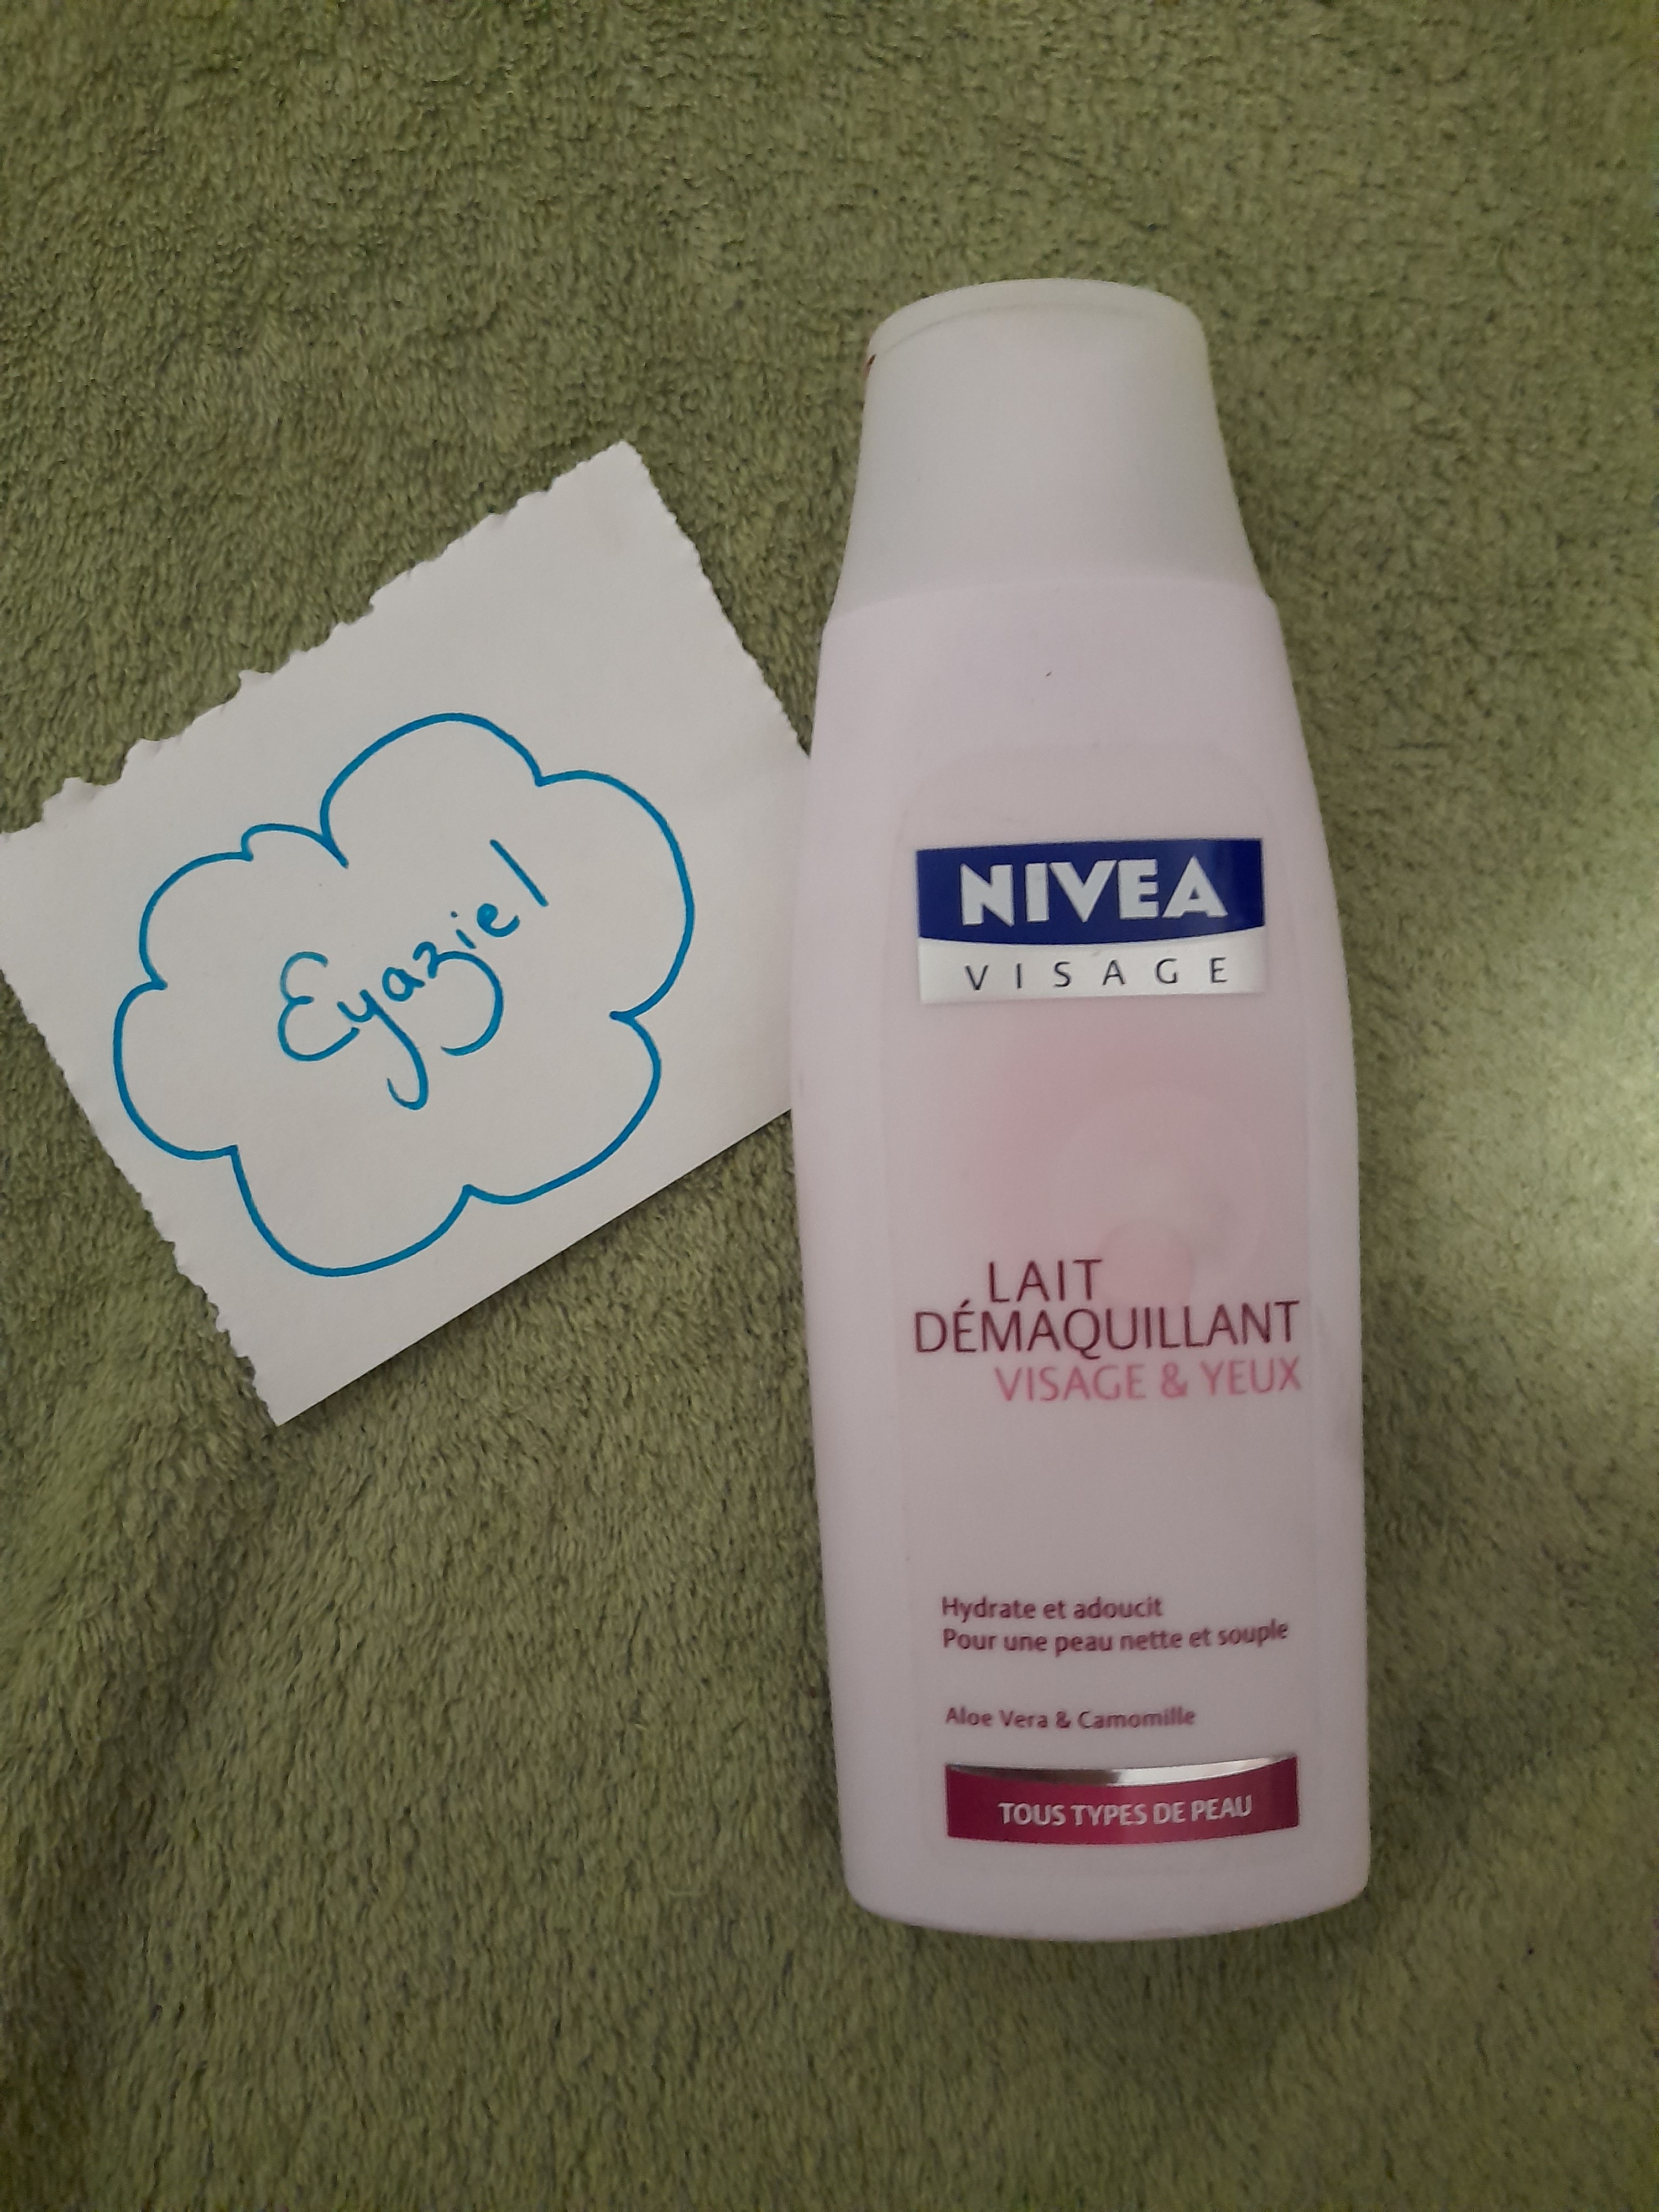 Eyaziel
NIVEA
VISAGE
LAIT
DÉMAQUILLANT
VISAGE & YEUX
Hydrate et adoucit
Pour une peau nette et souple
Aloe Vera & Camomille
TOUS TYPES DE PEAU